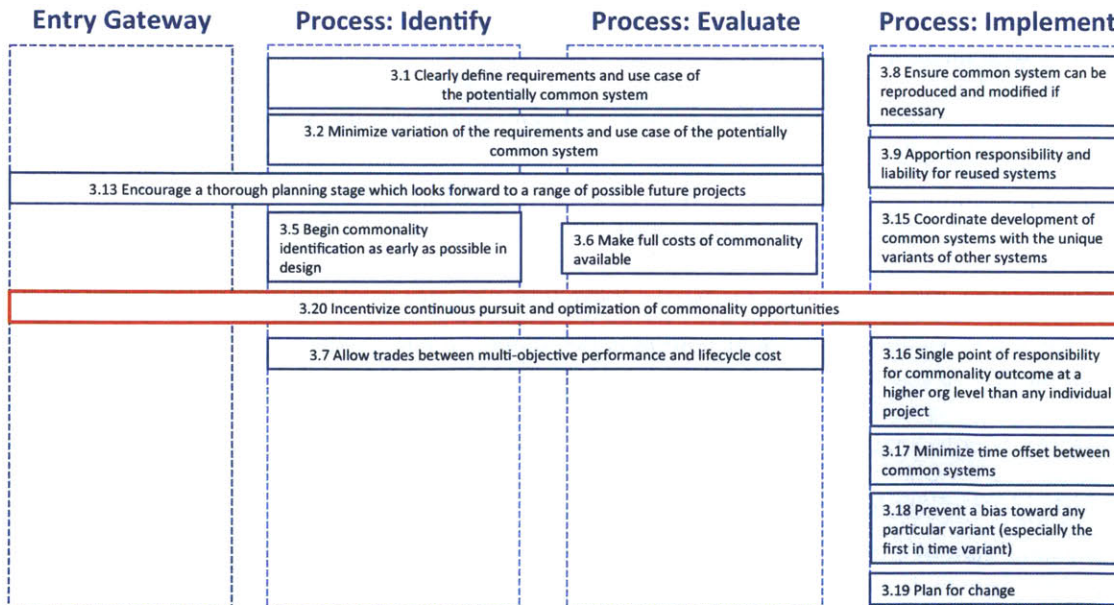 Entry Gateway
Process: Identify
Process: Evaluate
Process: Implement
3.1 Clearly define requirements and use case of
the potentially common system
3.8 Ensure common system can be
reproduced and modified if
necessary
3.2 Minimize variation of the requirements and use case of the potentially
common system
3.9 Apportion responsibility and
liability for reused systems
3.13 Encourage a thorough planning stage which looks forward to a range of possible future projects
3.5 Begin commonality
identification as early as possible in
design
3.6 Make full costs of commonality
available
3.15 Coordinate development of
common systems with the unique
variants of other systems
3.20 Incentivize continuous pursuit and optimization of commonality opportunities
3.7 Allow trades between multi-objective performance and lifecycle cost
3.16 Single point of responsibility
for commonality outcome at a
higher org level than any individual
project
3.17 Minimize time offset between
common systems
3.18 Prevent a bias toward any
particular variant (especially the
first in time variant)
3.19 Plan for change